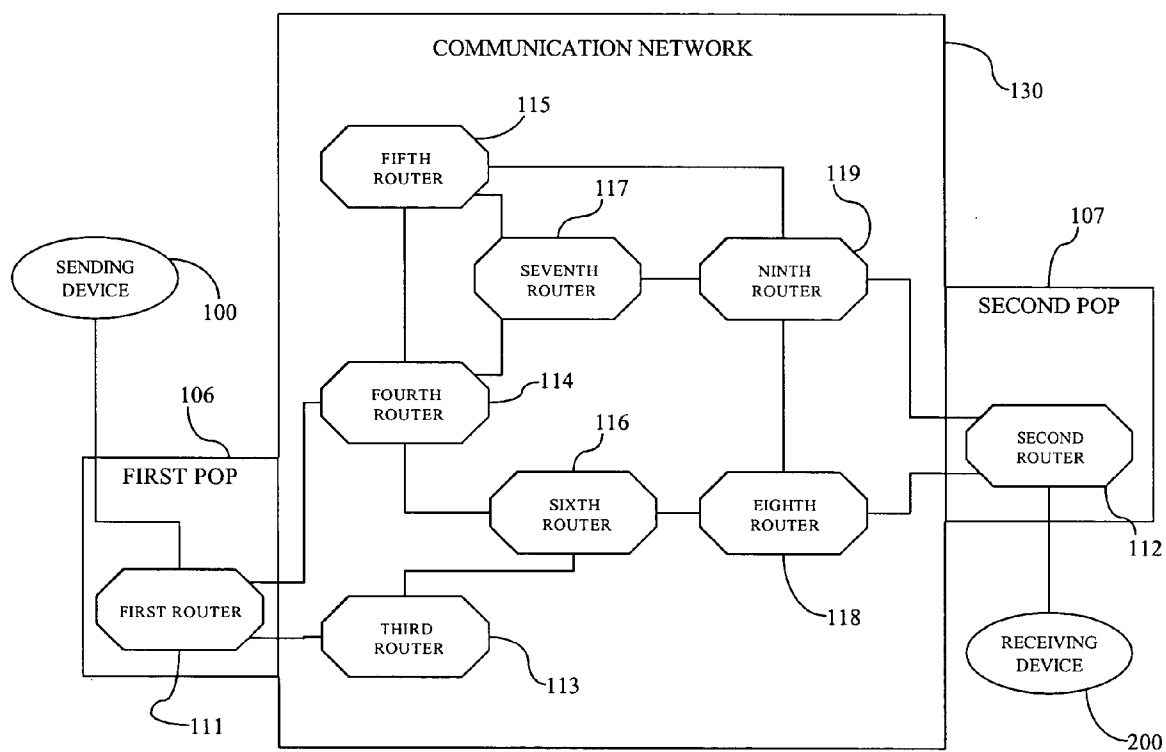 COMMUNICATION NETWORK
130
115
FIFTH
ROUTER
119
117
107
SENDING
DEVICE
100
SEVENTH
ROUTER
NINTH
ROUTER
SECOND POP
106
FOURTH
ROUTER
114
116
SECOND
ROUTER
FIRST POP
SIXTH
ROUTER
EIGHTH
ROUTER
112
FIRST ROUTER
THIRD
ROUTER
118
113
RECEIVING
DEVICE
111
200